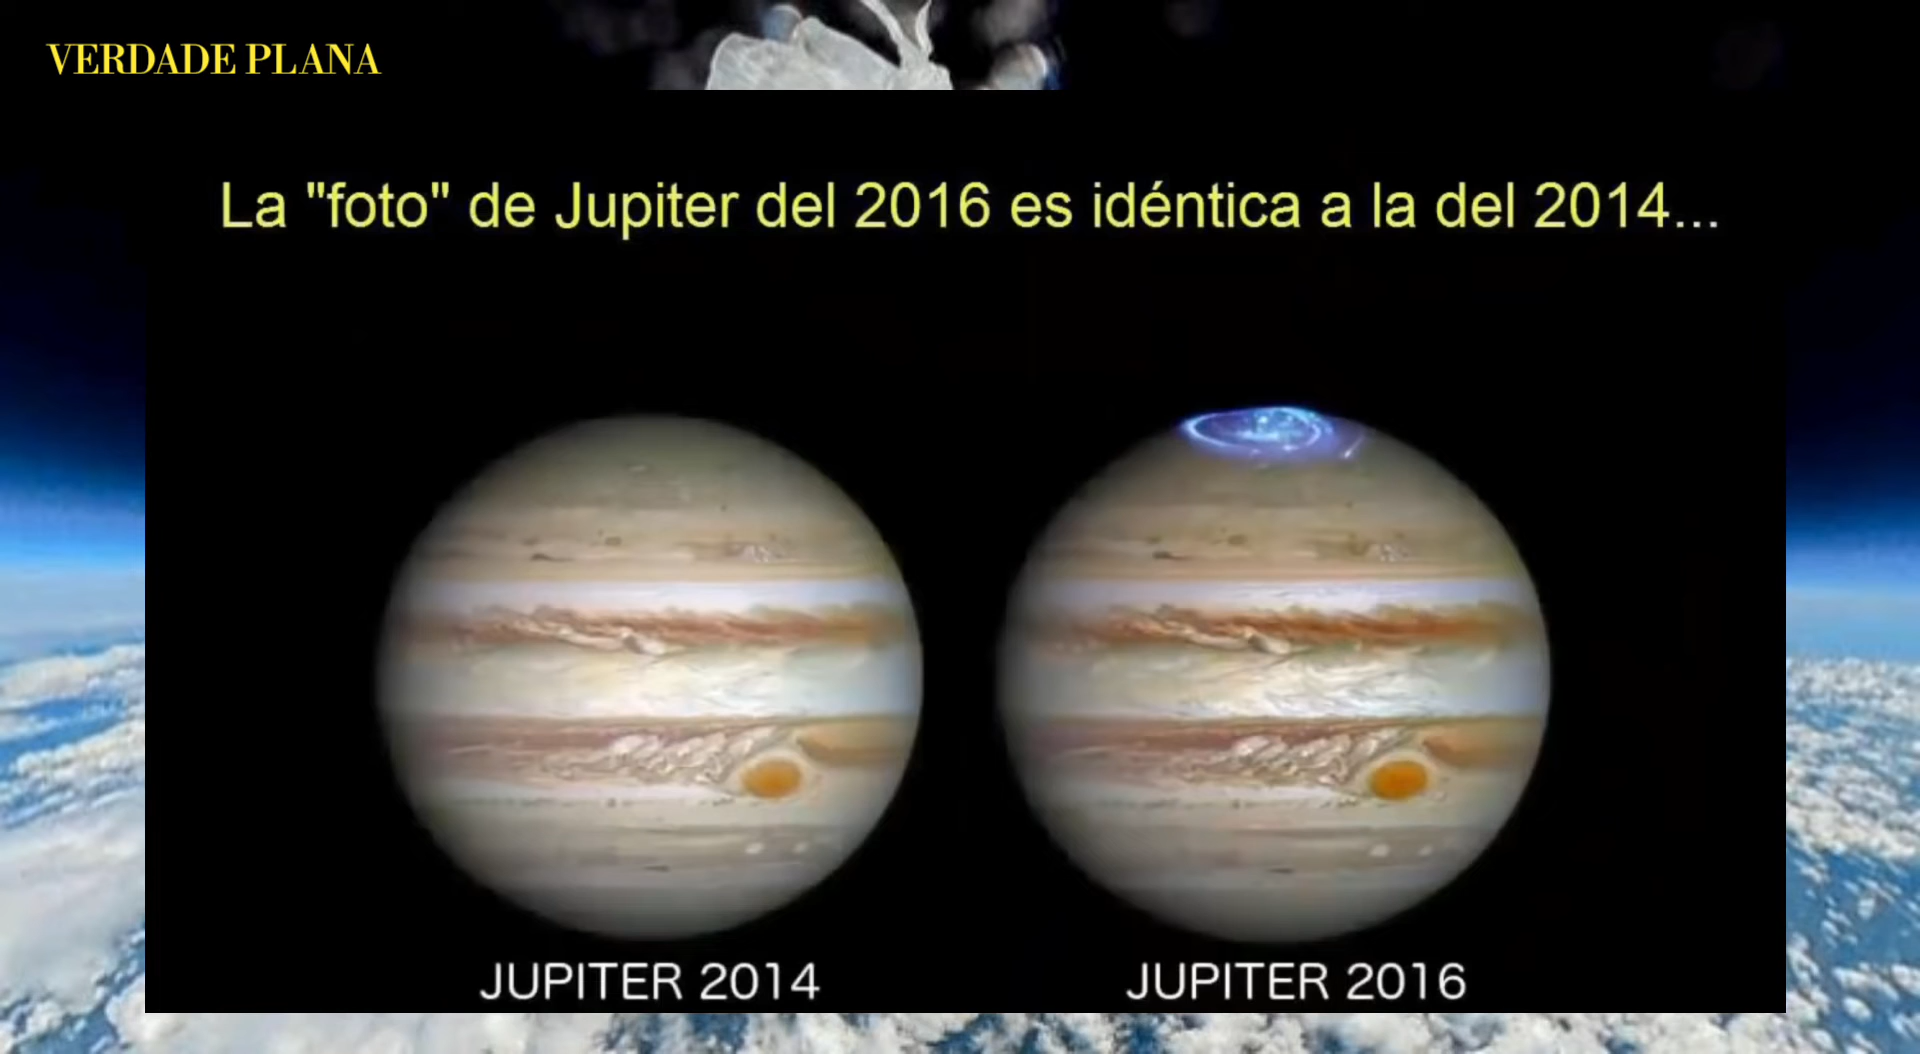 VERDADE PLANA
La "foto" de Jupiter del 2016 es idéntica a la del 2014...
JUPITER 2014
JUPITER 2016